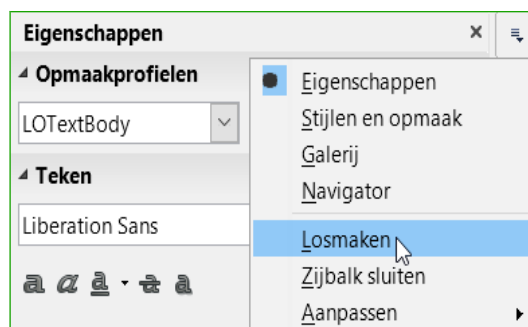 Eigenschappen
Opmaakprofielen
LOTextBody
Teken
Liberation Sans
a a a a a
Eigenschappen
Stijlen en opmaak
Galerij
Navigator
Losmaken
Zijbalk sluiten
Aanpassen